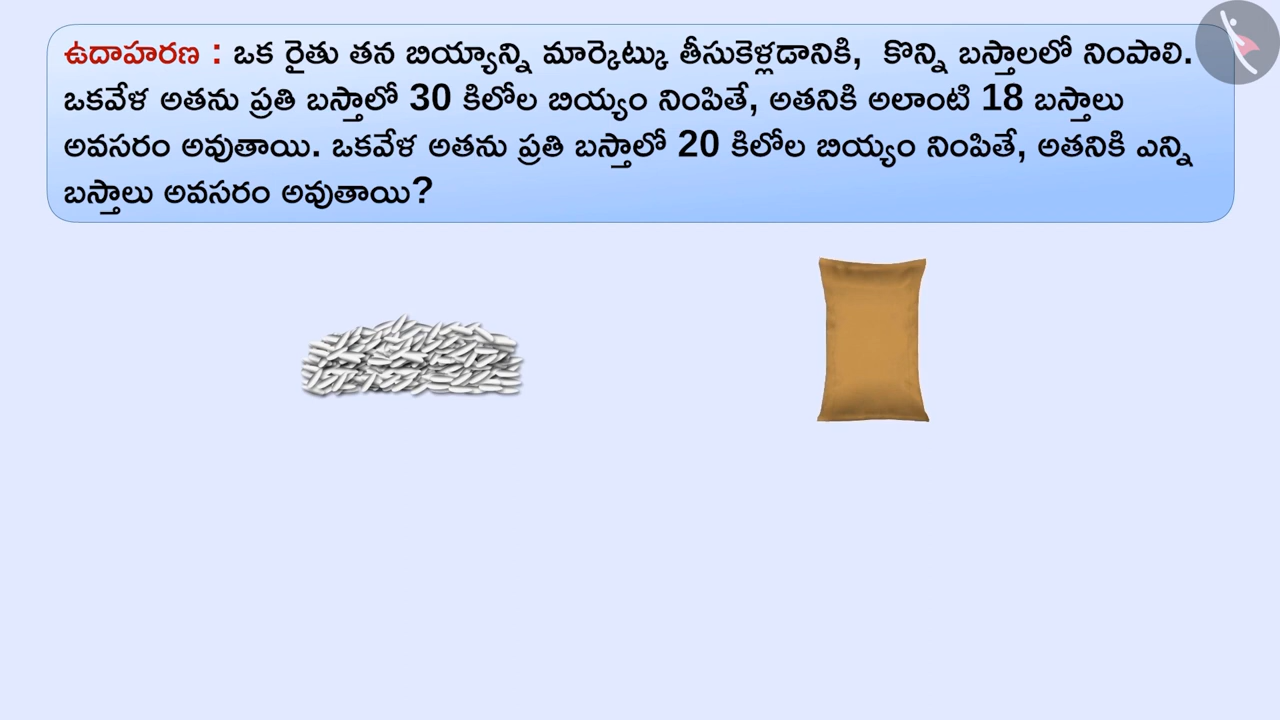 ఉదాహరణ : ఒక రైతు తన బియ్యాన్ని మార్కెట్కు తీసుకెళ్లడానికి, కొన్ని బస్తాలలో నింపాలి.
ఒకవేళ అతను ప్రతి బస్తాలో 30 కిలోల బియ్యం నింపితే, అతనికి అలాంటి 18 బస్తాలు
అవసరం అవుతాయి. ఒకవేళ అతను ప్రతి బస్తాలో 20 కిలోల బియ్యం నింపితే, అతనికి ఎన్ని
బస్తాలు అవసరం అవుతాయి?